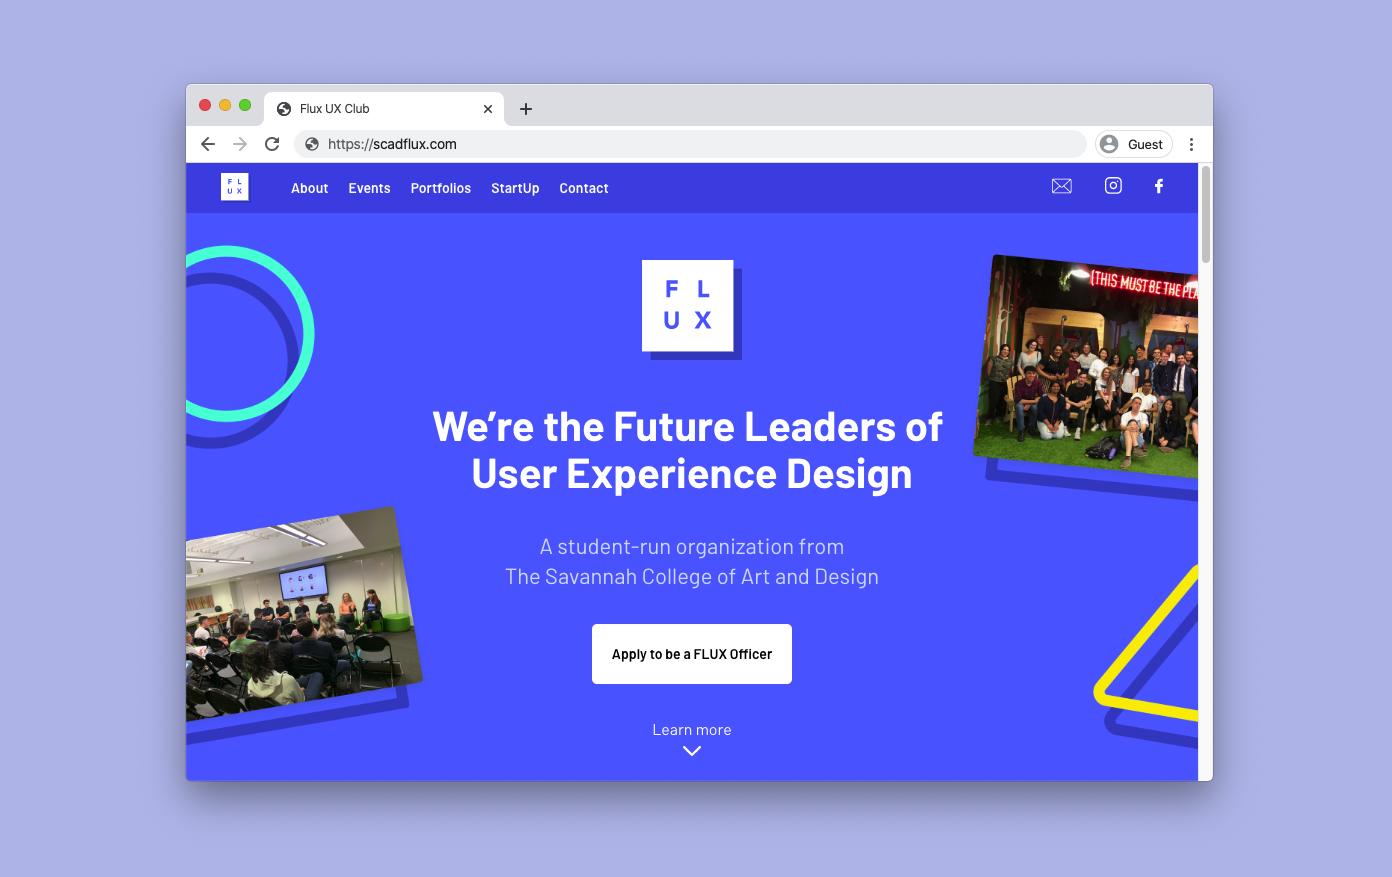 Flux UX Club
https://scadflux.com
Guest
F L
U X
About Events Portfolios StartUp Contact
F L
U X
(THIS MUST BE THE PLA
We’re the Future Leaders of
User Experience Design
A student-run organization from
The Savannah College of Art and Design
Apply to be a FLUX Officer
Learn more